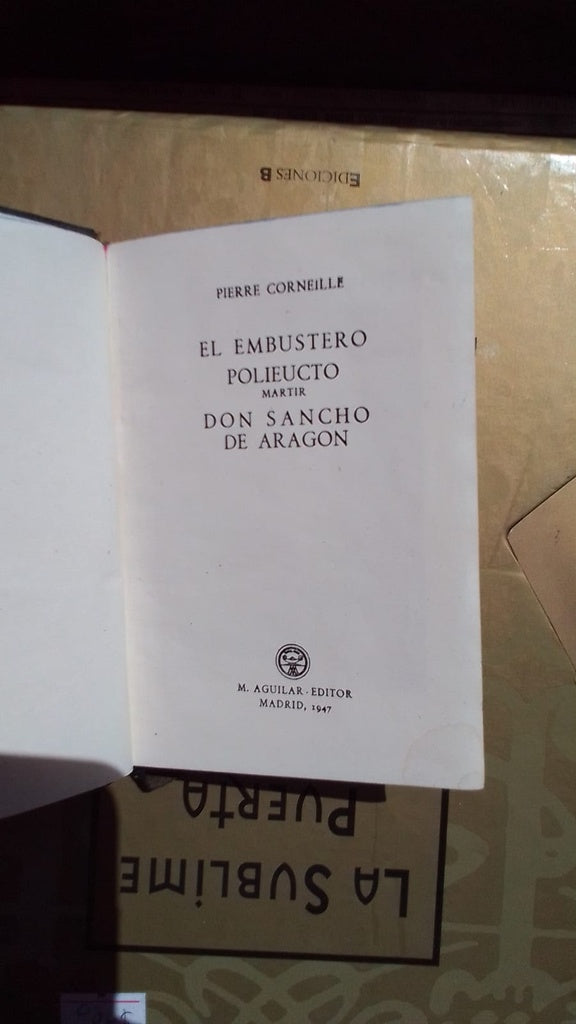 EDICIONES B
PIERRE CORNEILLE
EL EMBUSTERO
POLIEUCTO
MARTIR
DON SANCHO
DE ARAGON
M. AGUILAR - EDITOR
MADRID, 1947
LA SUBLIME
PUERTA